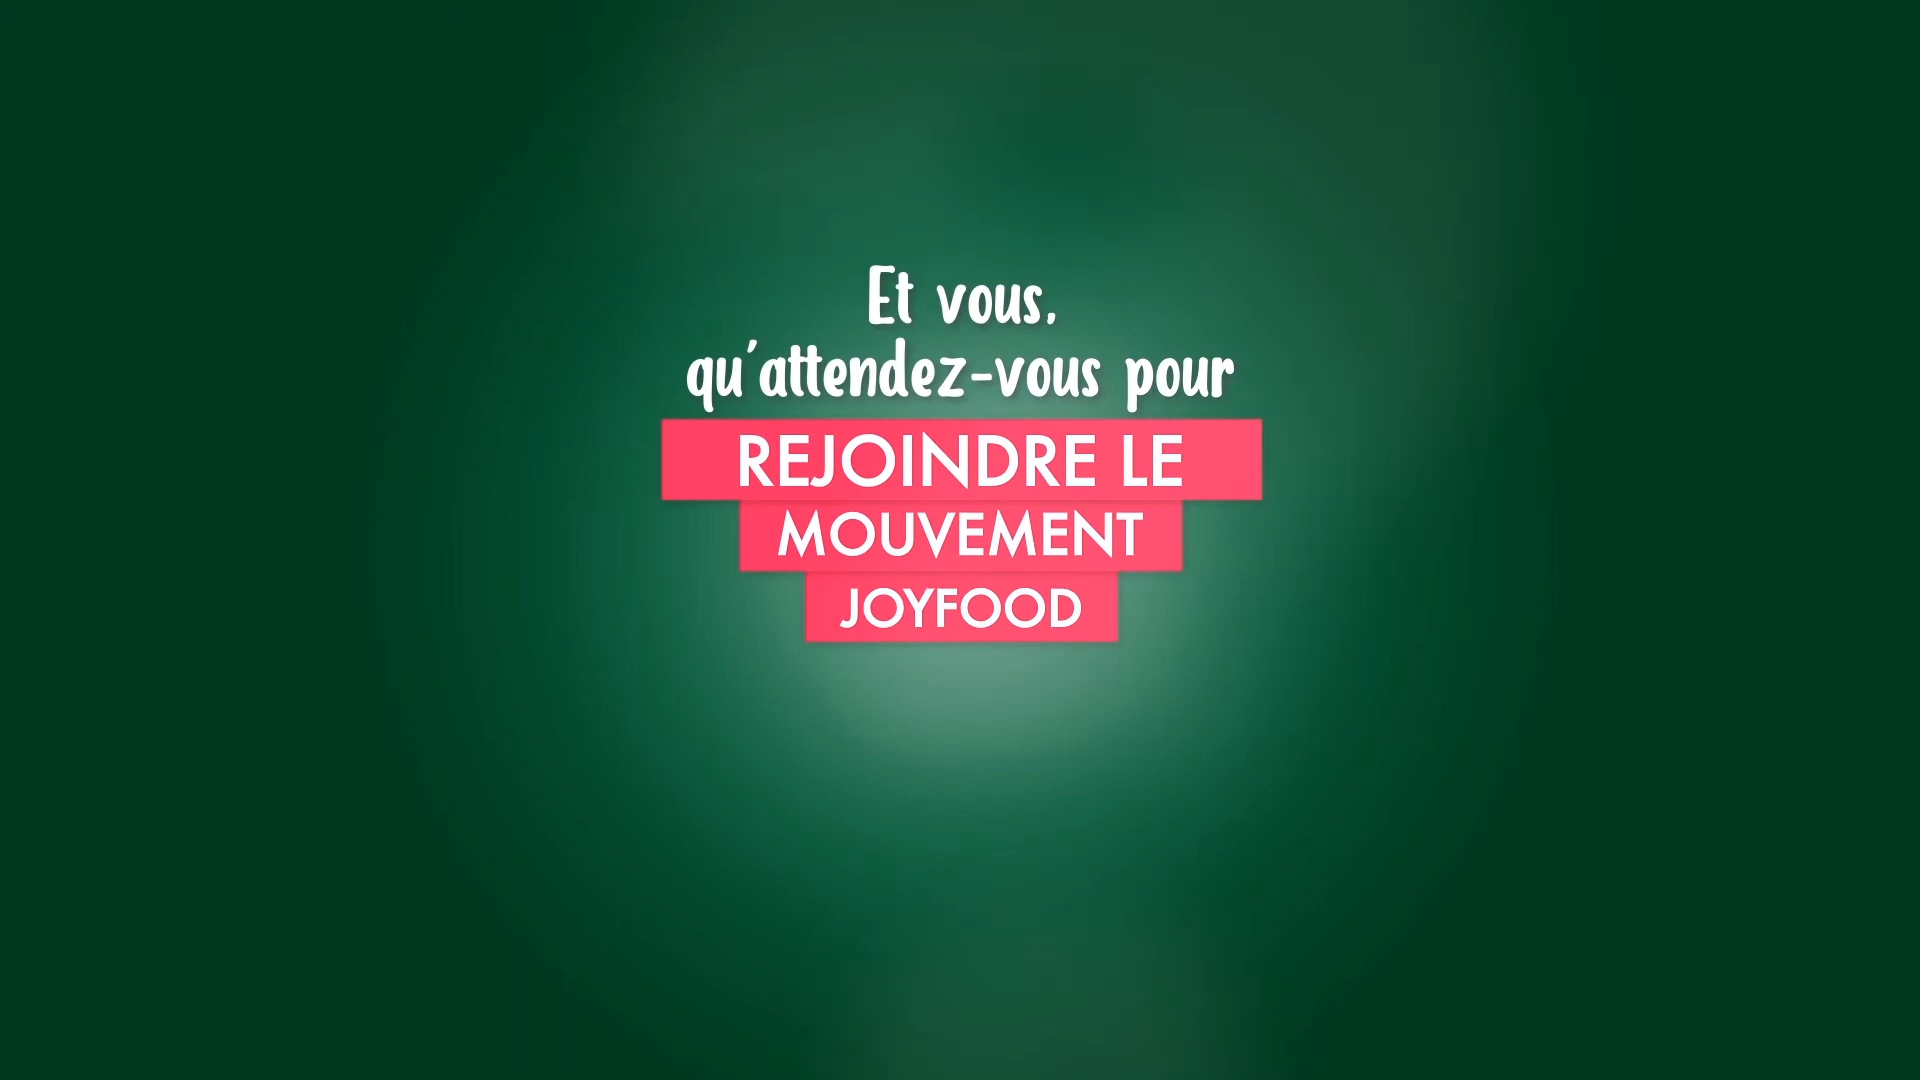 Et vous,
qu'attendez-vous pour
REJOINDRE LE
MOUVEMENT
JOYFOOD